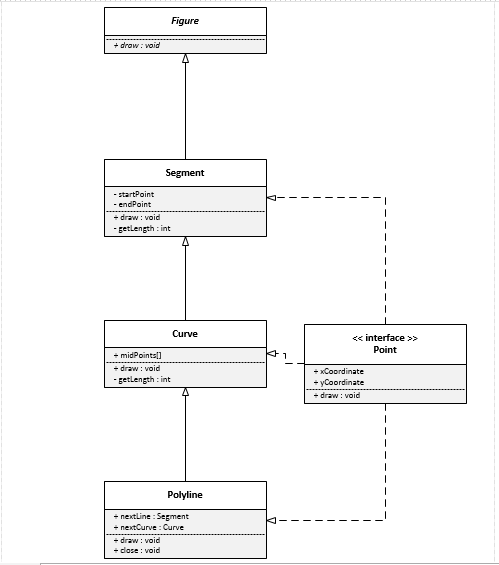 Figure
+ draw : void
Segment
- startPoint
- endPoint
+ draw : void
- getLength : int
Curve
+ midPoints[]
+ draw : void
- getLength : int
<< interface >>
Point
+ xCoordinate
+ yCoordinate
+ draw : void
Polyline
+ nextLine : Segment
+ nextCurve : Curve
+ draw : void
+ close : void